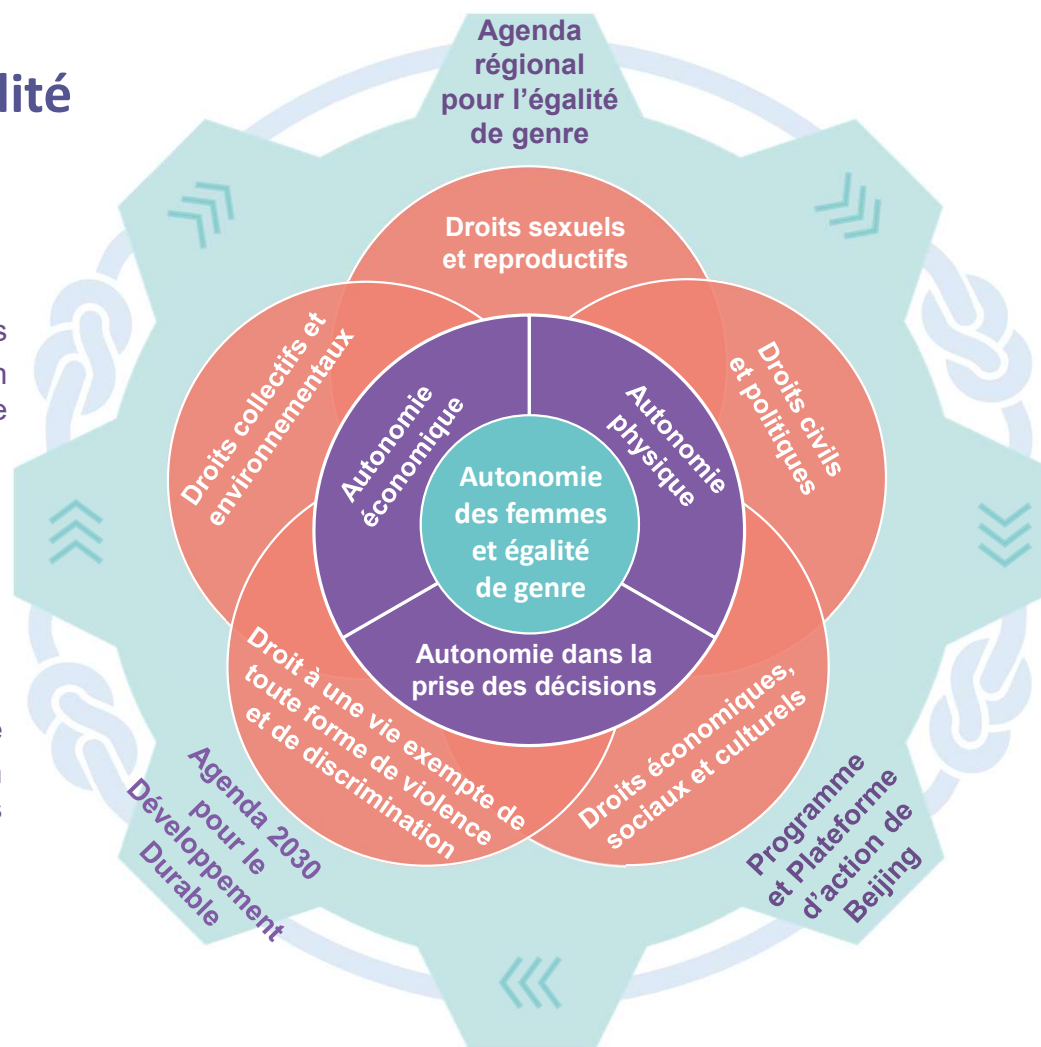 lité
s
n
e
e
n
s
Agenda
régional
pour l’égalité
de genre
Droits sexuels
et reproductifs
Droits collectifs et
environnementaux
Droits civils
et politiques
Autonomie
économique
Autonomie
physique
Autonomie
des femmes
et égalité
de genre
Autonomie dans la
prise des décisions
Droit à une vie exempte de
toute forme de violence
et de discrimination
Droits économiques,
sociaux et culturels
Agenda 2030
pour le
Développement
Durable
Programme
et Plateforme
d’action de
Beijing